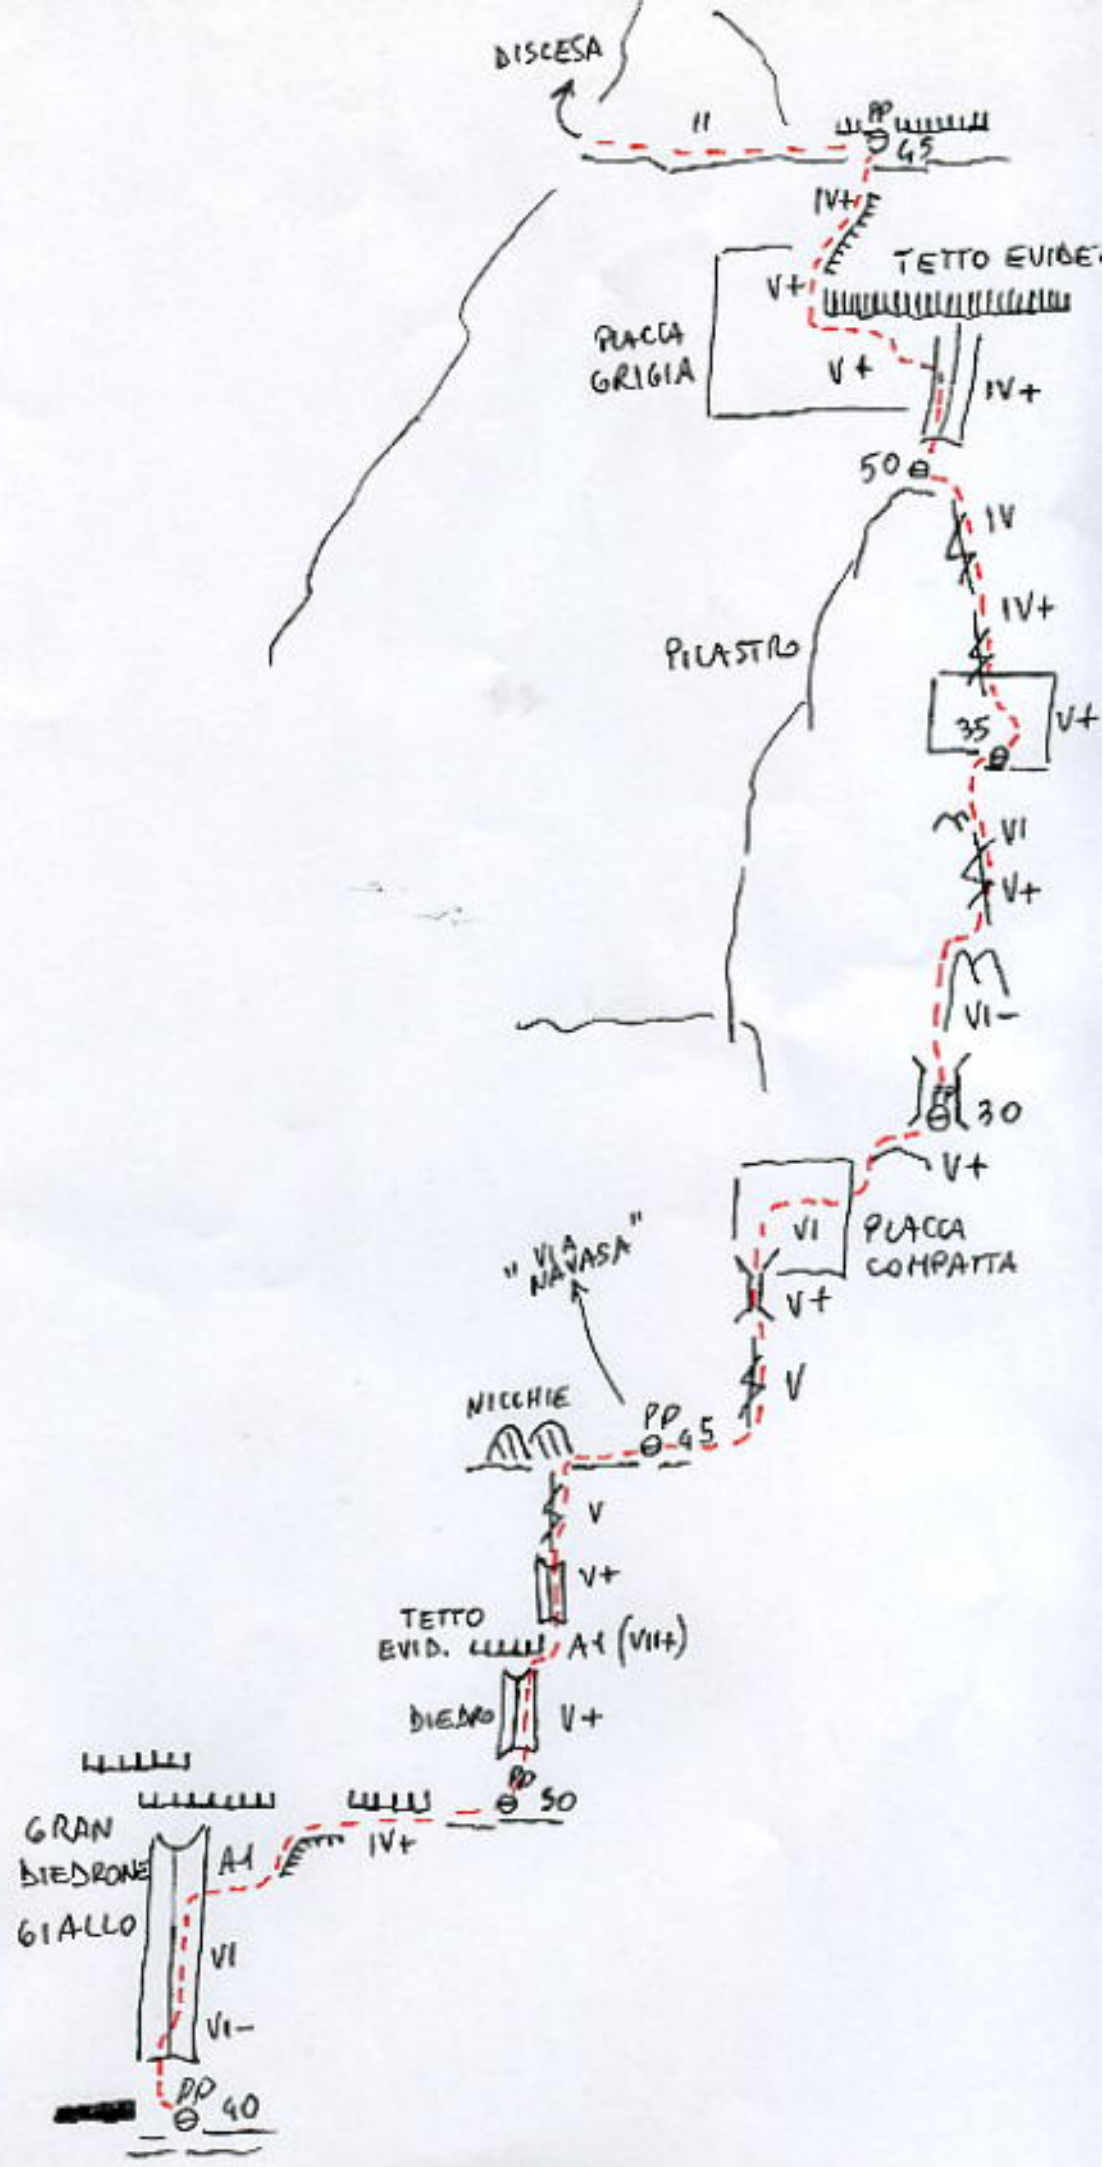 DISCESA
II
PP
45
IV+
TETTO EVIDE
V+
PLACCA
GRIGIA
V+
IV+
50
IV
IV+
PILASTRO
35
V+
VI
V+
VI-
PP
30
V+
"VIA
NAVASA"
VI
PLACCA
COMPATTA
V+
V
NICCHIE
PP
45
V
V+
TETTO
EVID.
A1 (VII+)
DIEDRO
V+
PP
50
GRAN
DIEDRONE
GIALLO
A1
IV+
VI
VI-
PP
40